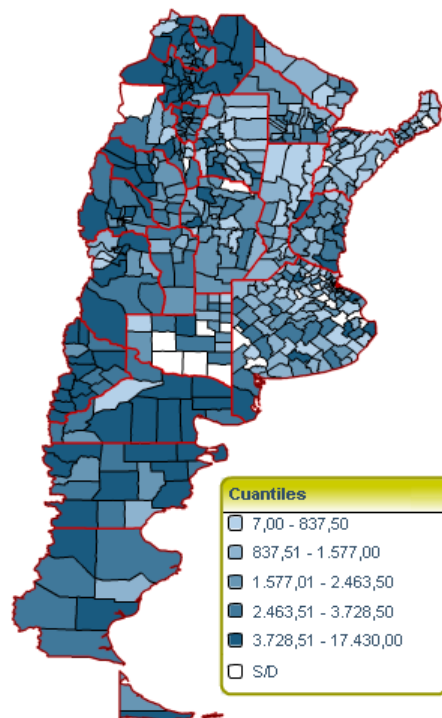 Cuantiles
7,00 - 837,50
837,51 - 1.577,00
1.577,01 - 2.463,50
2.463,51 - 3.728,50
3.728,51 - 17.430,00
S/D